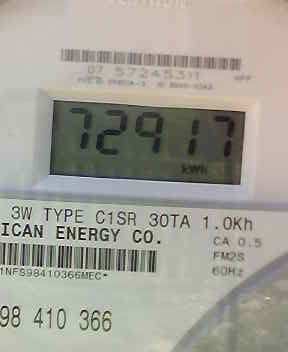 07 57245311
72917
kWh
3W TYPE C1SR 30TA 1.0Kh
ICAN ENERGY CO.
CA 0.5
FM2S
60Hz
1NFS98410366MEC*
98 410 366